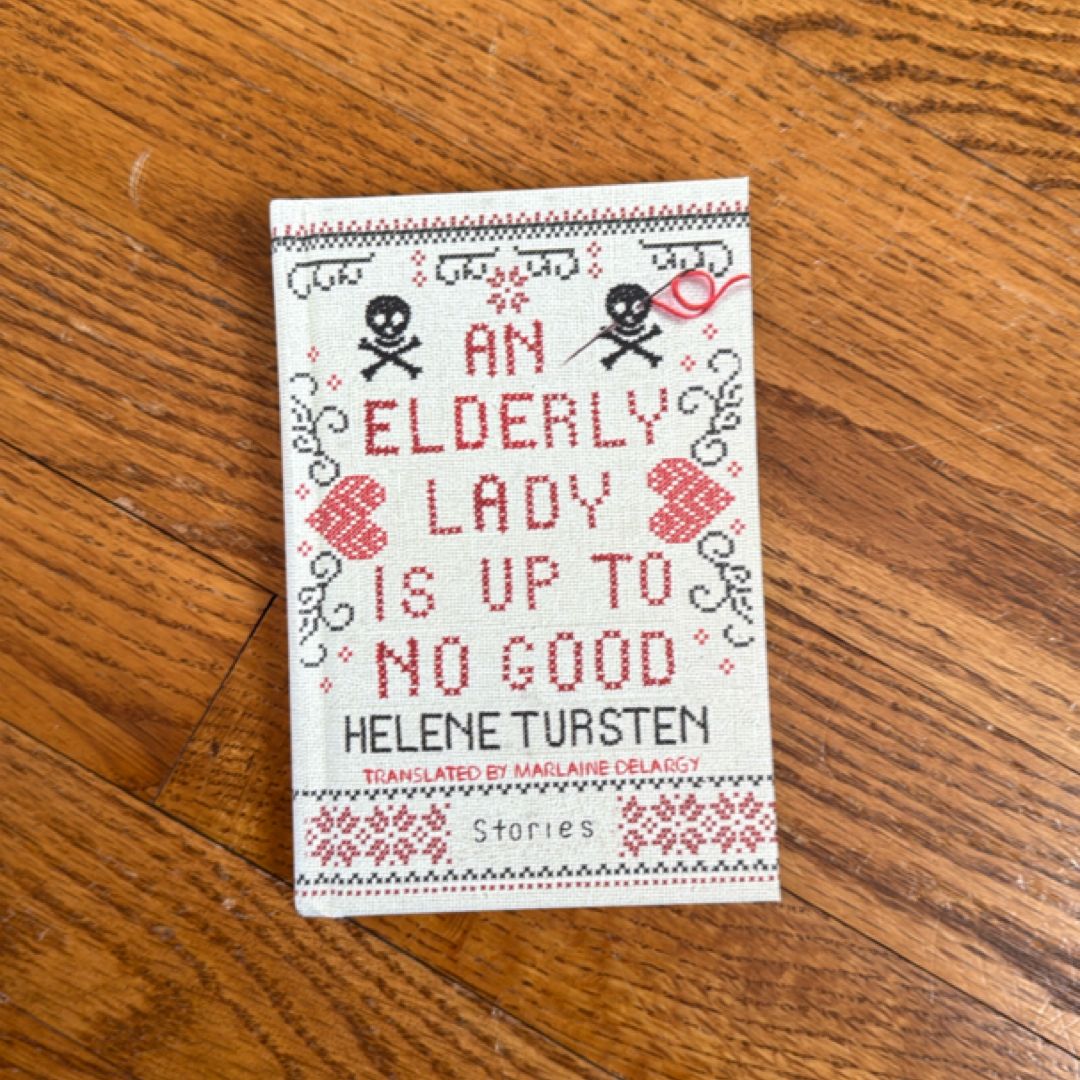 AN
ELDERLY
LADY
IS UP TO
NO GOOD
HELENE TURSTEN
TRANSLATED BY MARLAINE DELARGY
Stories